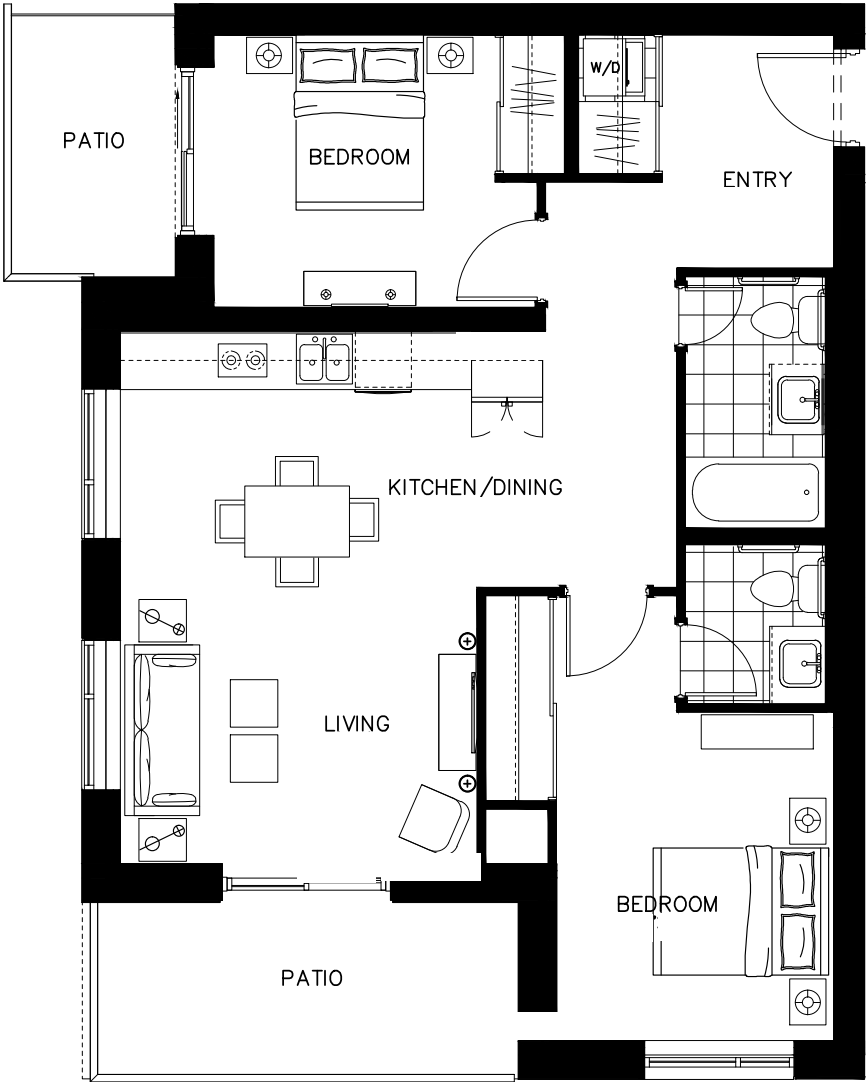 W/D
PATIO
BEDROOM
ENTRY
KITCHEN/DINING
LIVING
BEDROOM
PATIO